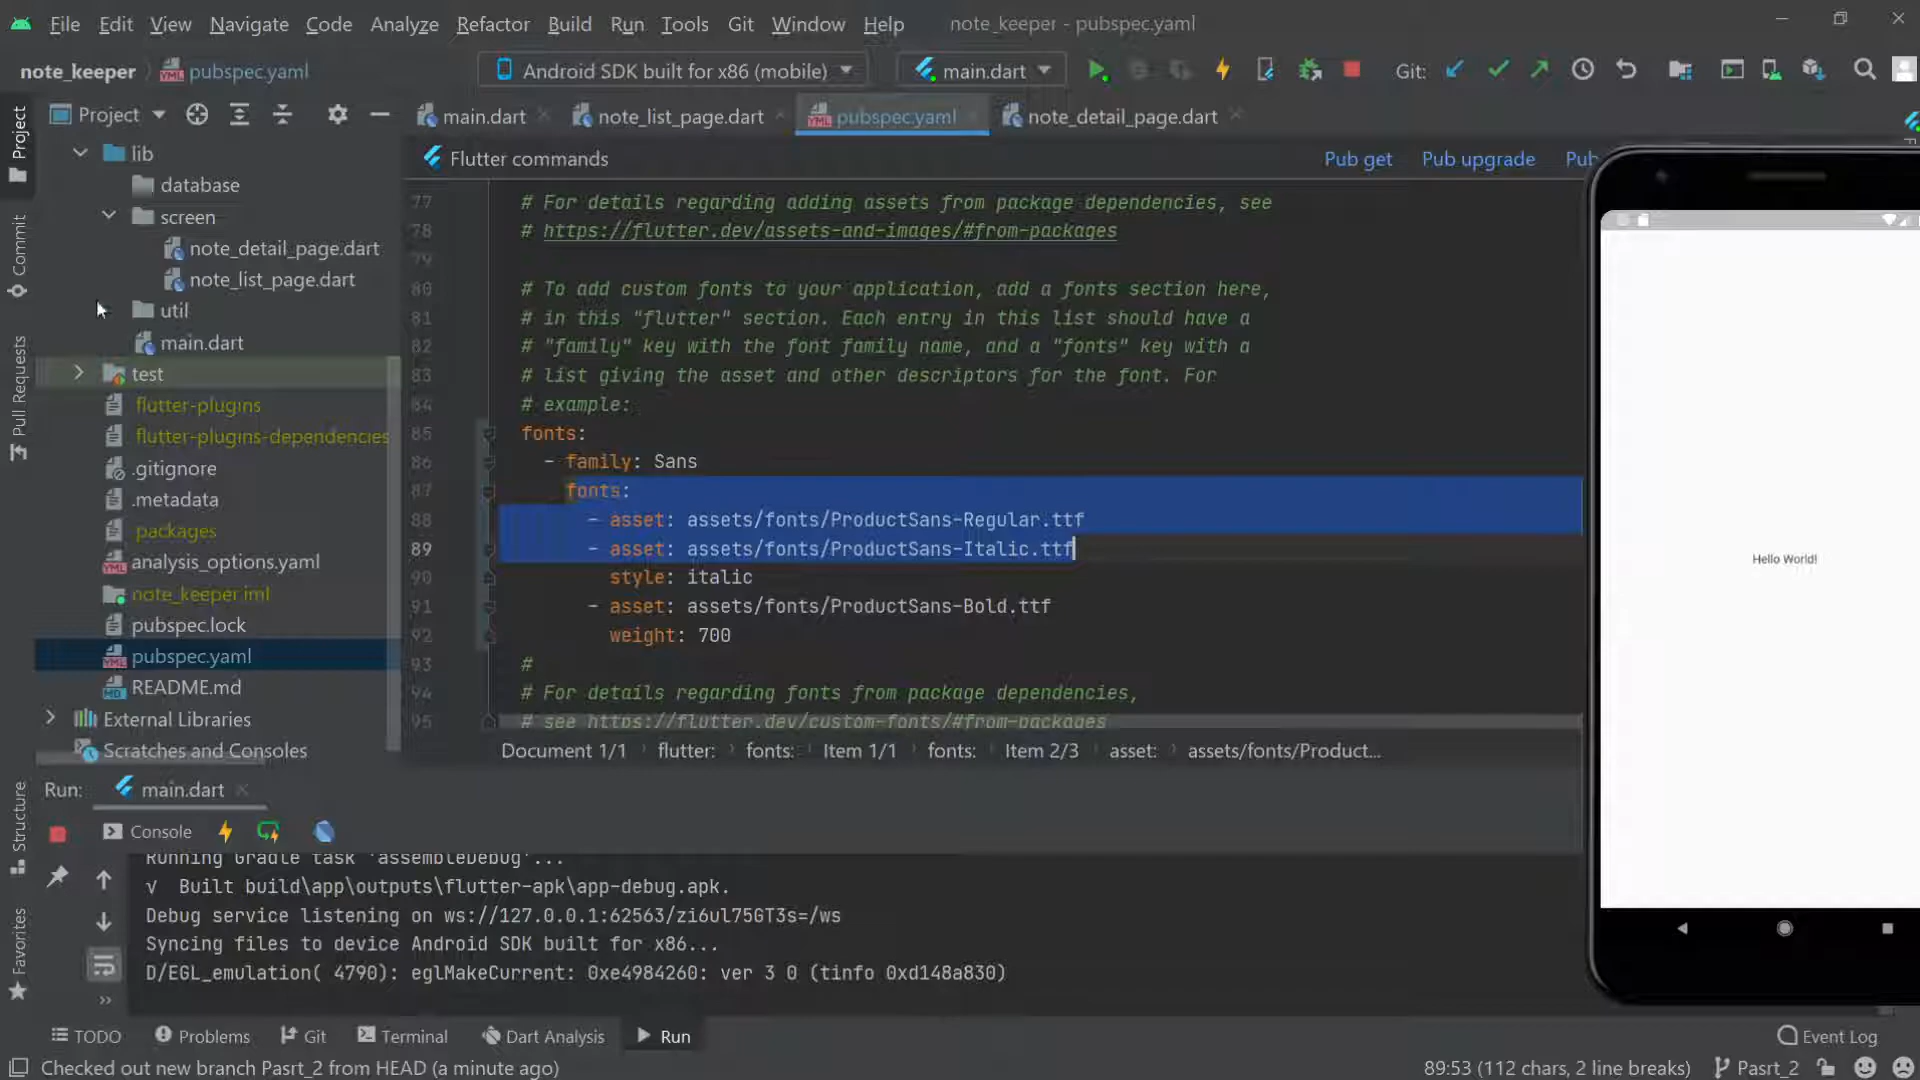 File Edit View Navigate Code Analyze Refactor Build Run Tools Git Window Help note_keeper - pubspec.yaml
note_keeper pubspec.yaml Android SDK built for x86 (mobile) main.dart Git:
Project main.dart note_list_page.dart pubspec.yaml note_detail_page.dart
Flutter commands Pub get Pub upgrade Pub
Project
Commit
Pull Requests
Structure
Favorites
lib
database
screen
note_detail_page.dart
note_list_page.dart
util
main.dart
test
flutter-plugins
flutter-plugins-dependencies
.gitignore
.metadata
packages
analysis_options.yaml
note_keeper.iml
pubspec.lock
pubspec.yaml
README.md
External Libraries
Scratches and Consoles
77 # For details regarding adding assets from package dependencies, see
78 # https://flutter.dev/assets-and-images/#from-packages
79
80 # To add custom fonts to your application, add a fonts section here,
81 # in this "flutter" section. Each entry in this list should have a
82 # "family" key with the font family name, and a "fonts" key with a
83 # list giving the asset and other descriptors for the font. For
84 # example:
85 fonts:
86 - family: Sans
87 fonts:
88 - asset: assets/fonts/ProductSans-Regular.ttf
89 - asset: assets/fonts/ProductSans-Italic.ttf
90 style: italic
91 - asset: assets/fonts/ProductSans-Bold.ttf
92 weight: 700
93 #
94 # For details regarding fonts from package dependencies,
95 # see https://flutter.dev/custom-fonts/#from-packages
Document 1/1 flutter: fonts: Item 1/1 fonts: Item 2/3 asset: assets/fonts/Product...
Hello World!
Run: main.dart
Console
Running Gradle task 'assembleDebug'...
√ Built build\app\outputs\flutter-apk\app-debug.apk.
Debug service listening on ws://127.0.0.1:62563/zi6ul75GT3s=/ws
Syncing files to device Android SDK built for x86...
D/EGL_emulation( 4790): eglMakeCurrent: 0xe4984260: ver 3 0 (tinfo 0xd148a830)
TODO Problems Git Terminal Dart Analysis Run Event Log
Checked out new branch Pasrt_2 from HEAD (a minute ago) 89:53 (112 chars, 2 line breaks) Pasrt_2